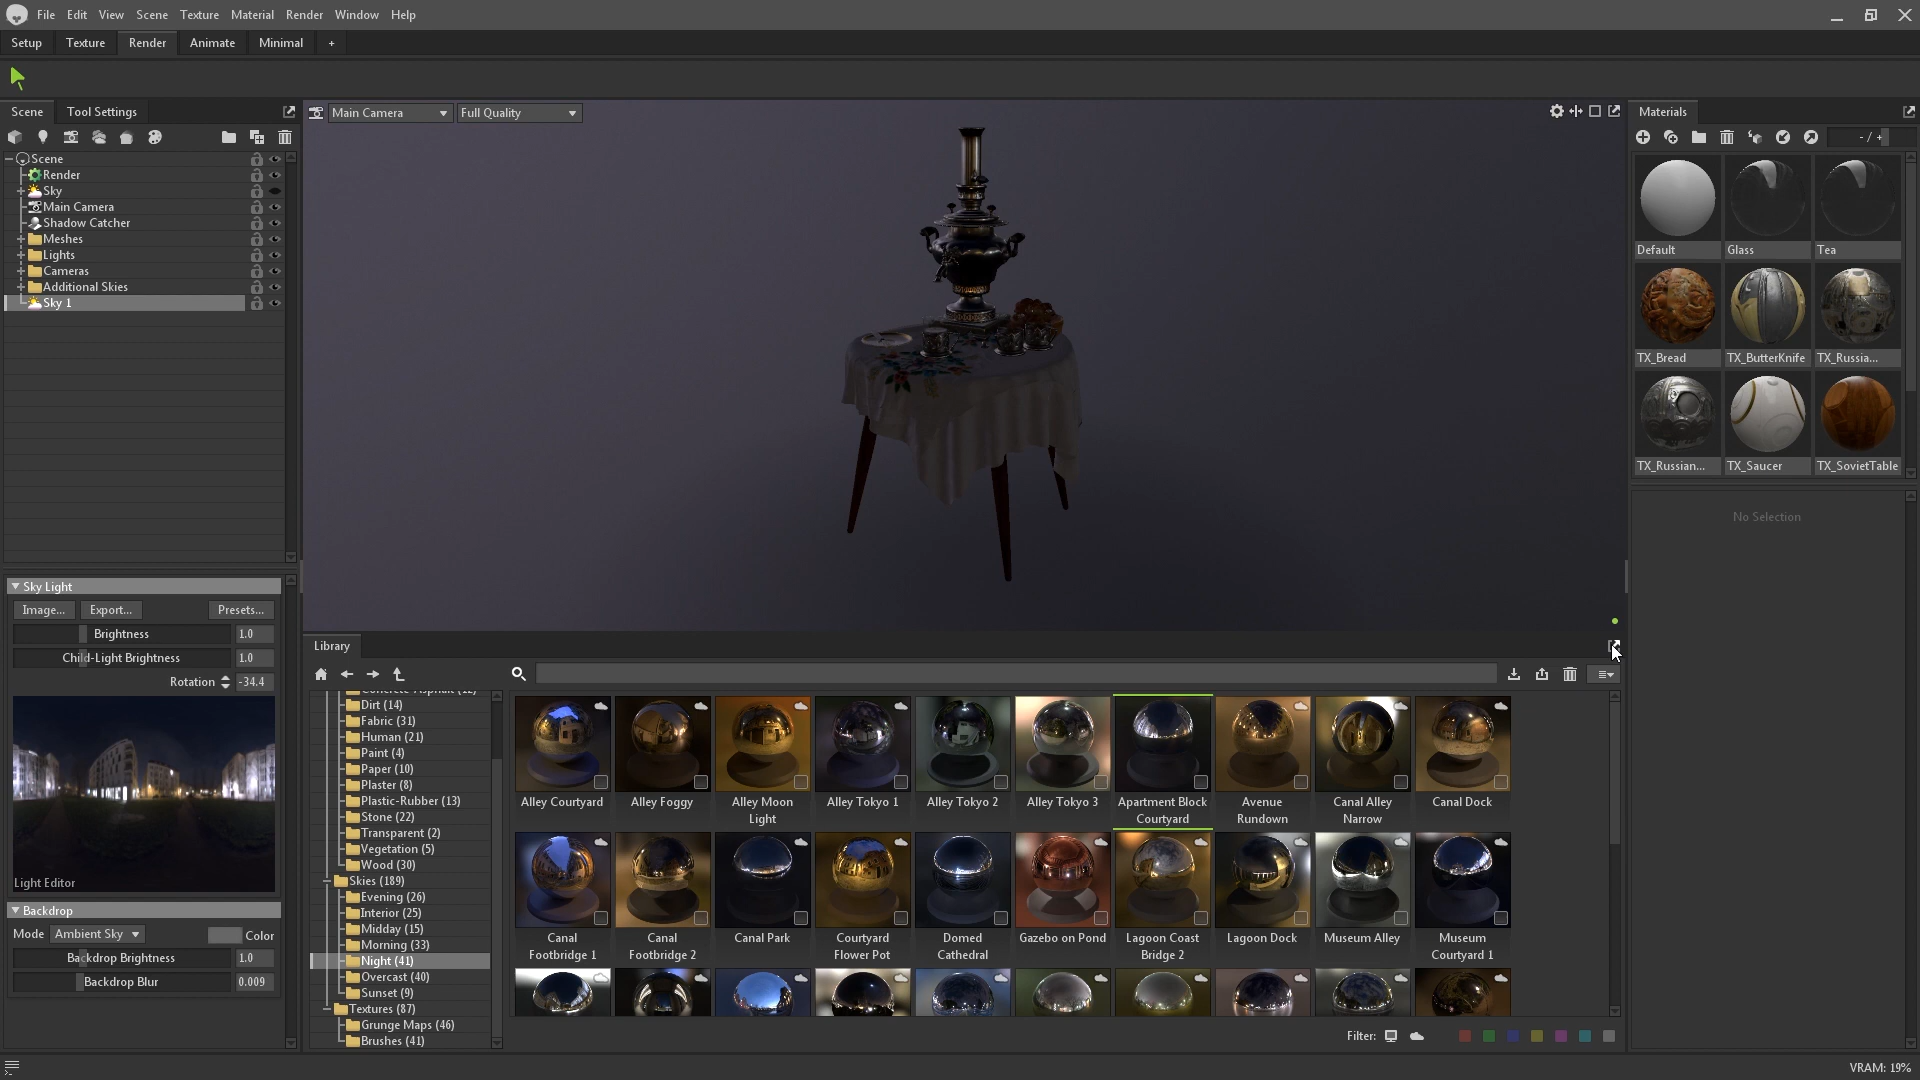 File Edit View Scene Texture Material Render Window Help
Setup Texture Render Animate Minimal +
Scene Tool Settings
Main Camera Full Quality
Materials
- / +
Scene
Render
Sky
Main Camera
Shadow Catcher
Meshes
Lights
Cameras
Additional Skies
Sky 1
Default Glass Tea
TX_Bread TX_ButterKnife TX_Russia...
TX_Russian... TX_Saucer TX_SovietTable
No Selection
Sky Light
Image... Export... Presets...
Brightness 1.0
Child-Light Brightness 1.0
Rotation -34.4
Light Editor
Backdrop
Mode Ambient Sky Color
Backdrop Brightness 1.0
Backdrop Blur 0.009
Library
Concrete-Asphalt (12)
Dirt (14)
Fabric (31)
Human (21)
Paint (4)
Paper (10)
Plaster (8)
Plastic-Rubber (13)
Stone (22)
Transparent (2)
Vegetation (5)
Wood (30)
Skies (189)
Evening (26)
Interior (25)
Midday (15)
Morning (33)
Night (41)
Overcast (40)
Sunset (9)
Textures (87)
Grunge Maps (46)
Brushes (41)
Alley Courtyard
Alley Foggy
Alley Moon
Light
Alley Tokyo 1
Alley Tokyo 2
Alley Tokyo 3
Apartment Block
Courtyard
Avenue
Rundown
Canal Alley
Narrow
Canal Dock
Canal
Footbridge 1
Canal
Footbridge 2
Canal Park
Courtyard
Flower Pot
Domed
Cathedral
Gazebo on Pond
Lagoon Coast
Bridge 2
Lagoon Dock
Museum Alley
Museum
Courtyard 1
Filter:
VRAM: 19%